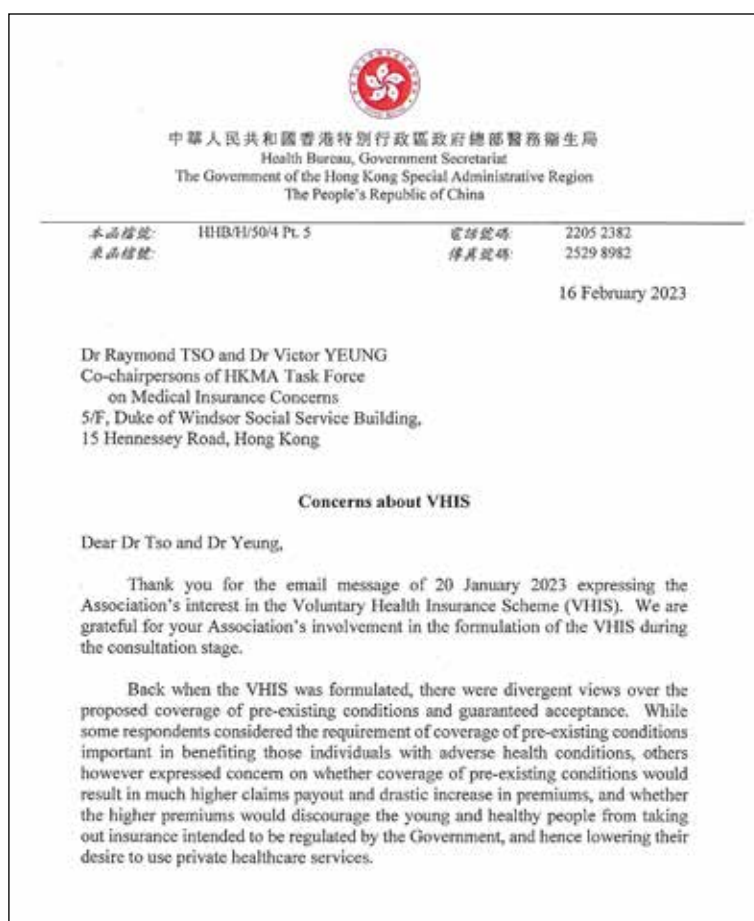 中華人民共和國香港特別行政區政府總部醫務衞生局
Health Bureau, Government Secretariat
The Government of the Hong Kong Special Administrative Region
The People's Republic of China
本函檔號: HHB/H/50/4 Pt. 5 電話號碼: 2205 2382
來函檔號: 傳真號碼: 2529 8982
16 February 2023
Dr Raymond TSO and Dr Victor YEUNG
Co-chairpersons of HKMA Task Force
on Medical Insurance Concerns
5/F, Duke of Windsor Social Service Building,
15 Hennessey Road, Hong Kong
Concerns about VHIS
Dear Dr Tso and Dr Yeung,
Thank you for the email message of 20 January 2023 expressing the
Association's interest in the Voluntary Health Insurance Scheme (VHIS). We are
grateful for your Association's involvement in the formulation of the VHIS during
the consultation stage.
Back when the VHIS was formulated, there were divergent views over the
proposed coverage of pre-existing conditions and guaranteed acceptance. While
some respondents considered the requirement of coverage of pre-existing conditions
important in benefiting those individuals with adverse health conditions, others
however expressed concern on whether coverage of pre-existing conditions would
result in much higher claims payout and drastic increase in premiums, and whether
the higher premiums would discourage the young and healthy people from taking
out insurance intended to be regulated by the Government, and hence lowering their
desire to use private healthcare services.